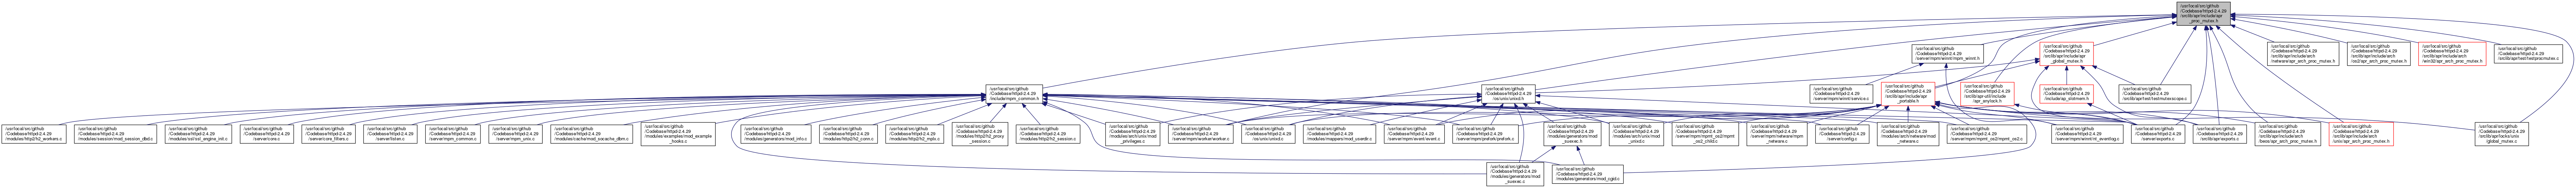 /usr/local/src/github
/Codebase/httpd-2.4.29
/src/lib/apr/include/apr
_proc_mutex.h
/usr/local/src/github
/Codebase/httpd-2.4.29
/server/mpm/winnt/mpm_winnt.h
/usr/local/src/github
/Codebase/httpd-2.4.29
/src/lib/apr/include/apr
_global_mutex.h
/usr/local/src/github
/Codebase/httpd-2.4.29
/src/lib/apr/include/arch
/netware/apr_arch_proc_mutex.h
/usr/local/src/github
/Codebase/httpd-2.4.29
/src/lib/apr/include/arch
/os2/apr_arch_proc_mutex.h
/usr/local/src/github
/Codebase/httpd-2.4.29
/src/lib/apr/include/arch
/win32/apr_arch_proc_mutex.h
/usr/local/src/github
/Codebase/httpd-2.4.29
/src/lib/apr/test/testprocmutex.c
/usr/local/src/github
/Codebase/httpd-2.4.29
/include/mpm_common.h
/usr/local/src/github
/Codebase/httpd-2.4.29
/os/unix/unixd.h
/usr/local/src/github
/Codebase/httpd-2.4.29
/server/mpm/winnt/service.c
/usr/local/src/github
/Codebase/httpd-2.4.29
/src/lib/apr/include/apr
_portable.h
/usr/local/src/github
/Codebase/httpd-2.4.29
/src/lib/apr-util/include
/apr_anylock.h
/usr/local/src/github
/Codebase/httpd-2.4.29
/include/ap_slotmem.h
/usr/local/src/github
/Codebase/httpd-2.4.29
/src/lib/apr/test/testmutexscope.c
/usr/local/src/github
/Codebase/httpd-2.4.29
/modules/http2/h2_workers.c
/usr/local/src/github
/Codebase/httpd-2.4.29
/modules/session/mod_session_dbd.c
/usr/local/src/github
/Codebase/httpd-2.4.29
/modules/ssl/ssl_engine_init.c
/usr/local/src/github
/Codebase/httpd-2.4.29
/server/core.c
/usr/local/src/github
/Codebase/httpd-2.4.29
/server/core_filters.c
/usr/local/src/github
/Codebase/httpd-2.4.29
/server/listen.c
/usr/local/src/github
/Codebase/httpd-2.4.29
/server/mpm_common.c
/usr/local/src/github
/Codebase/httpd-2.4.29
/server/mpm_unix.c
/usr/local/src/github
/Codebase/httpd-2.4.29
/modules/cache/mod_socache_dbm.c
/usr/local/src/github
/Codebase/httpd-2.4.29
/modules/examples/mod_example
_hooks.c
/usr/local/src/github
/Codebase/httpd-2.4.29
/modules/generators/mod_info.c
/usr/local/src/github
/Codebase/httpd-2.4.29
/modules/http2/h2_conn.c
/usr/local/src/github
/Codebase/httpd-2.4.29
/modules/http2/h2_mplx.c
/usr/local/src/github
/Codebase/httpd-2.4.29
/modules/http2/h2_proxy
_session.c
/usr/local/src/github
/Codebase/httpd-2.4.29
/modules/http2/h2_session.c
/usr/local/src/github
/Codebase/httpd-2.4.29
/modules/arch/unix/mod
_privileges.c
/usr/local/src/github
/Codebase/httpd-2.4.29
/server/mpm/worker/worker.c
/usr/local/src/github
/Codebase/httpd-2.4.29
/os/unix/unixd.c
/usr/local/src/github
/Codebase/httpd-2.4.29
/modules/mappers/mod_userdir.c
/usr/local/src/github
/Codebase/httpd-2.4.29
/server/mpm/event/event.c
/usr/local/src/github
/Codebase/httpd-2.4.29
/server/mpm/prefork/prefork.c
/usr/local/src/github
/Codebase/httpd-2.4.29
/modules/generators/mod
_suexec.h
/usr/local/src/github
/Codebase/httpd-2.4.29
/modules/arch/unix/mod
_unixd.c
/usr/local/src/github
/Codebase/httpd-2.4.29
/server/mpm/mpmt_os2/mpmt
_os2_child.c
/usr/local/src/github
/Codebase/httpd-2.4.29
/server/mpm/netware/mpm
_netware.c
/usr/local/src/github
/Codebase/httpd-2.4.29
/server/config.c
/usr/local/src/github
/Codebase/httpd-2.4.29
/modules/arch/netware/mod
_netware.c
/usr/local/src/github
/Codebase/httpd-2.4.29
/server/mpm/mpmt_os2/mpmt_os2.c
/usr/local/src/github
/Codebase/httpd-2.4.29
/server/mpm/winnt/nt_eventlog.c
/usr/local/src/github
/Codebase/httpd-2.4.29
/server/exports.c
/usr/local/src/github
/Codebase/httpd-2.4.29
/src/lib/apr/exports.c
/usr/local/src/github
/Codebase/httpd-2.4.29
/src/lib/apr/include/arch
/beos/apr_arch_proc_mutex.h
/usr/local/src/github
/Codebase/httpd-2.4.29
/src/lib/apr/include/arch
/unix/apr_arch_proc_mutex.h
/usr/local/src/github
/Codebase/httpd-2.4.29
/src/lib/apr/locks/unix
/global_mutex.c
/usr/local/src/github
/Codebase/httpd-2.4.29
/modules/generators/mod
_suexec.c
/usr/local/src/github
/Codebase/httpd-2.4.29
/modules/generators/mod_cgid.c